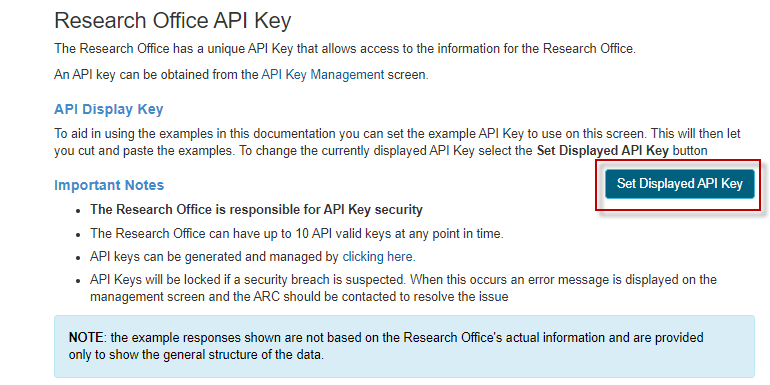 Research Office API Key
The Research Office has a unique API Key that allows access to the information for the Research Office.
An API key can be obtained from the API Key Management screen.
API Display Key
To aid in using the examples in this documentation you can set the example API Key to use on this screen. This will then let
you cut and paste the examples. To change the currently displayed API Key select the Set Displayed API Key button
Important Notes
Set Displayed API Key
• The Research Office is responsible for API Key security
• The Research Office can have up to 10 API valid keys at any point in time.
• API keys can be generated and managed by clicking here.
• API Keys will be locked if a security breach is suspected. When this occurs an error message is displayed on the
management screen and the ARC should be contacted to resolve the issue
NOTE: the example responses shown are not based on the Research Office's actual information and are provided
only to show the general structure of the data.